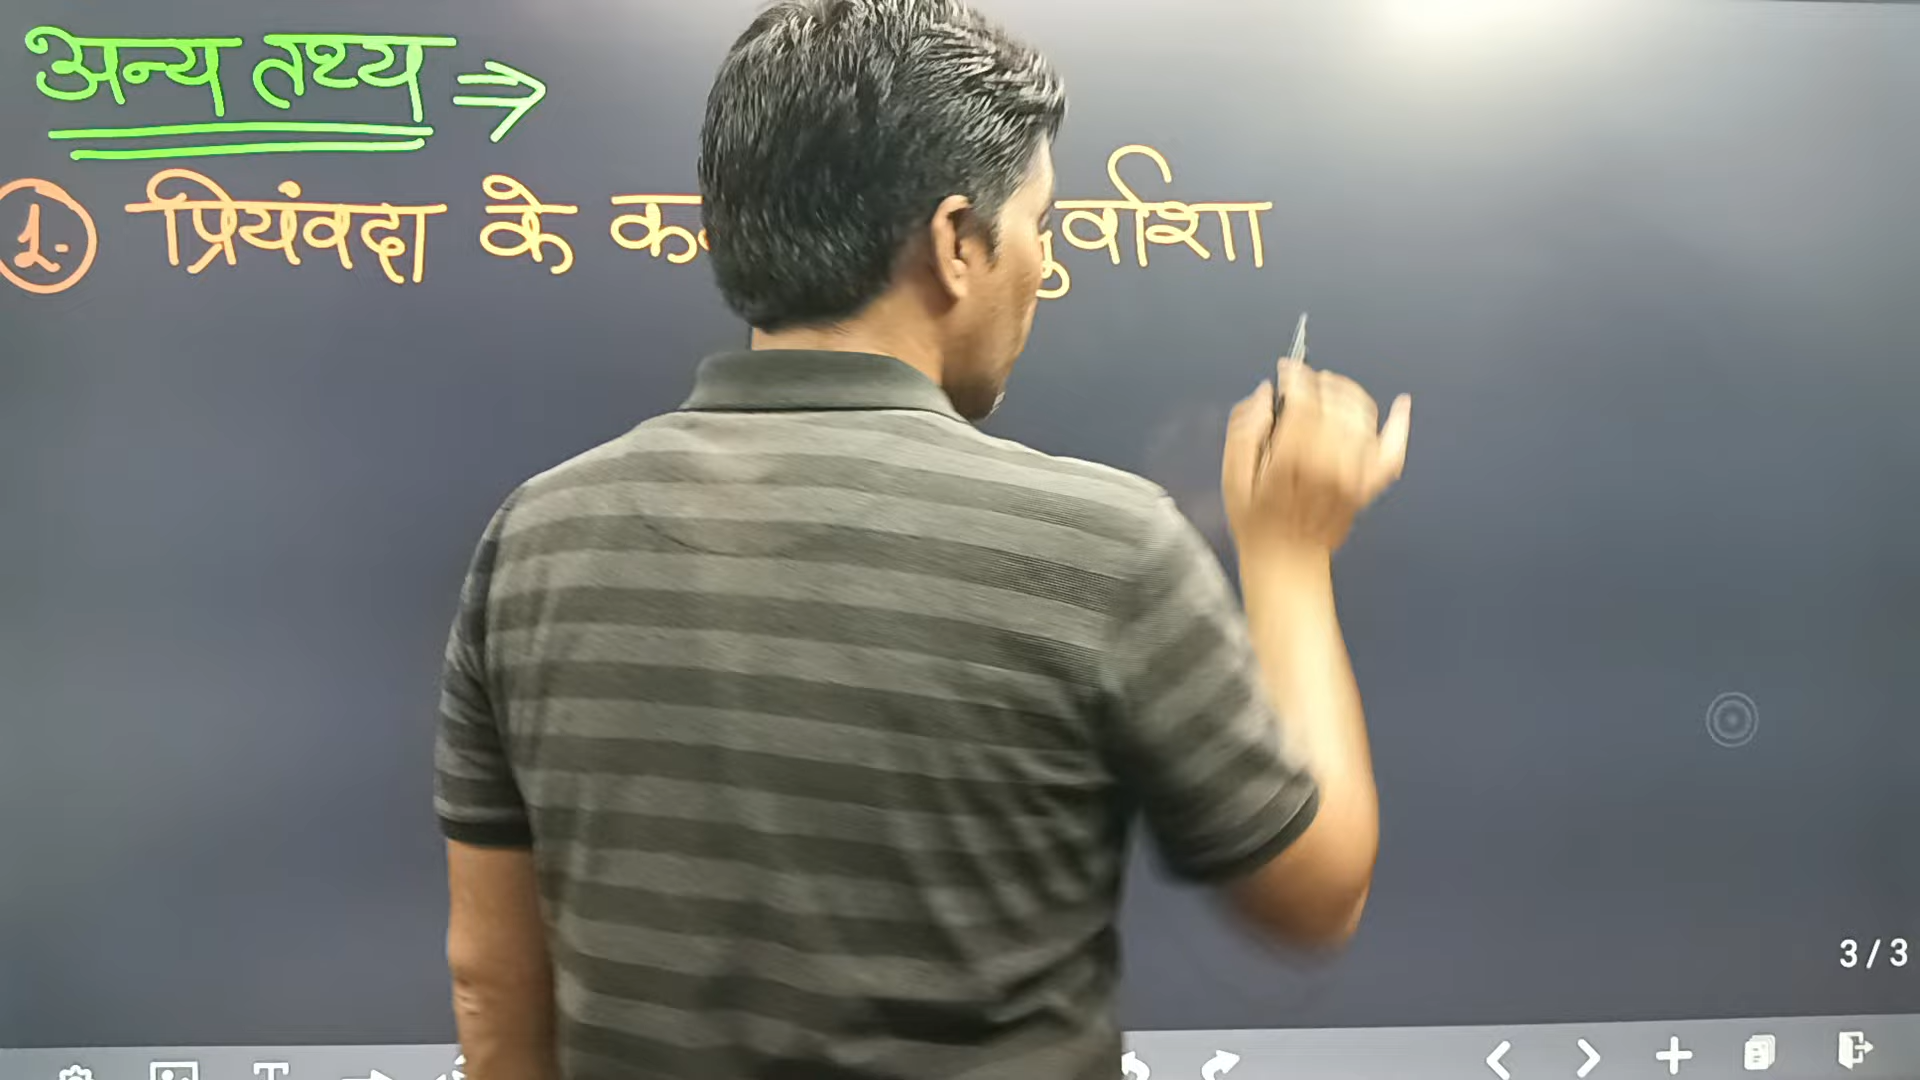 अन्य तथ्य ⇒
1. प्रियंवदा के
3/3